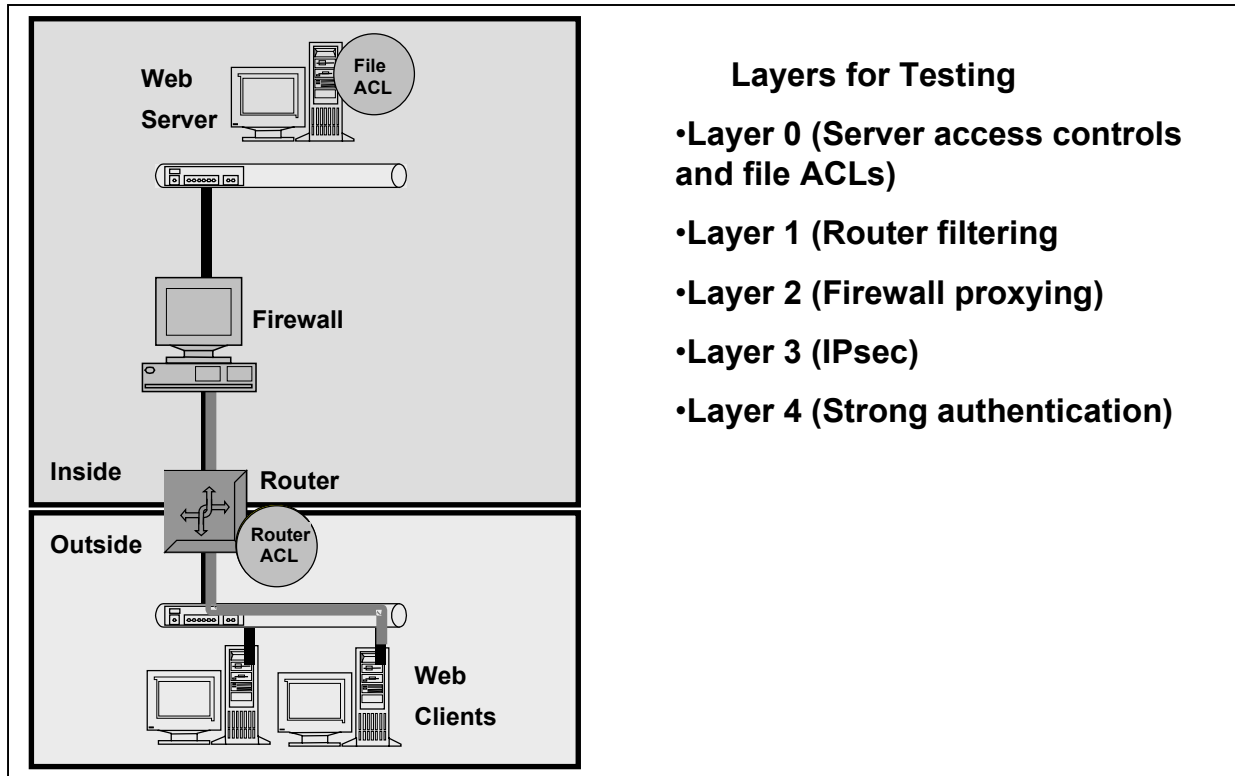 Web
Server
File
ACL
Firewall
Inside
Router
Outside
Router
ACL
Web
Clients
Layers for Testing
•Layer 0 (Server access controls
and file ACLs)
•Layer 1 (Router filtering
•Layer 2 (Firewall proxying)
•Layer 3 (IPsec)
•Layer 4 (Strong authentication)